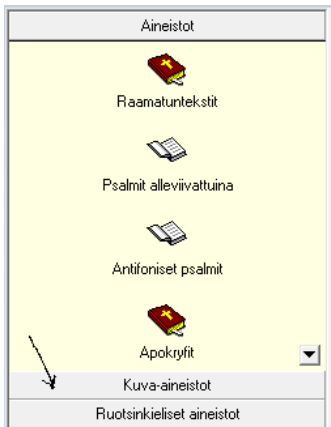 Aineistot
Raamatuntekstit
Psalmit alleviivattuina
Antifoniset psalmit
Apokryfit
Kuva-aineistot
Ruotsinkieliset aineistot